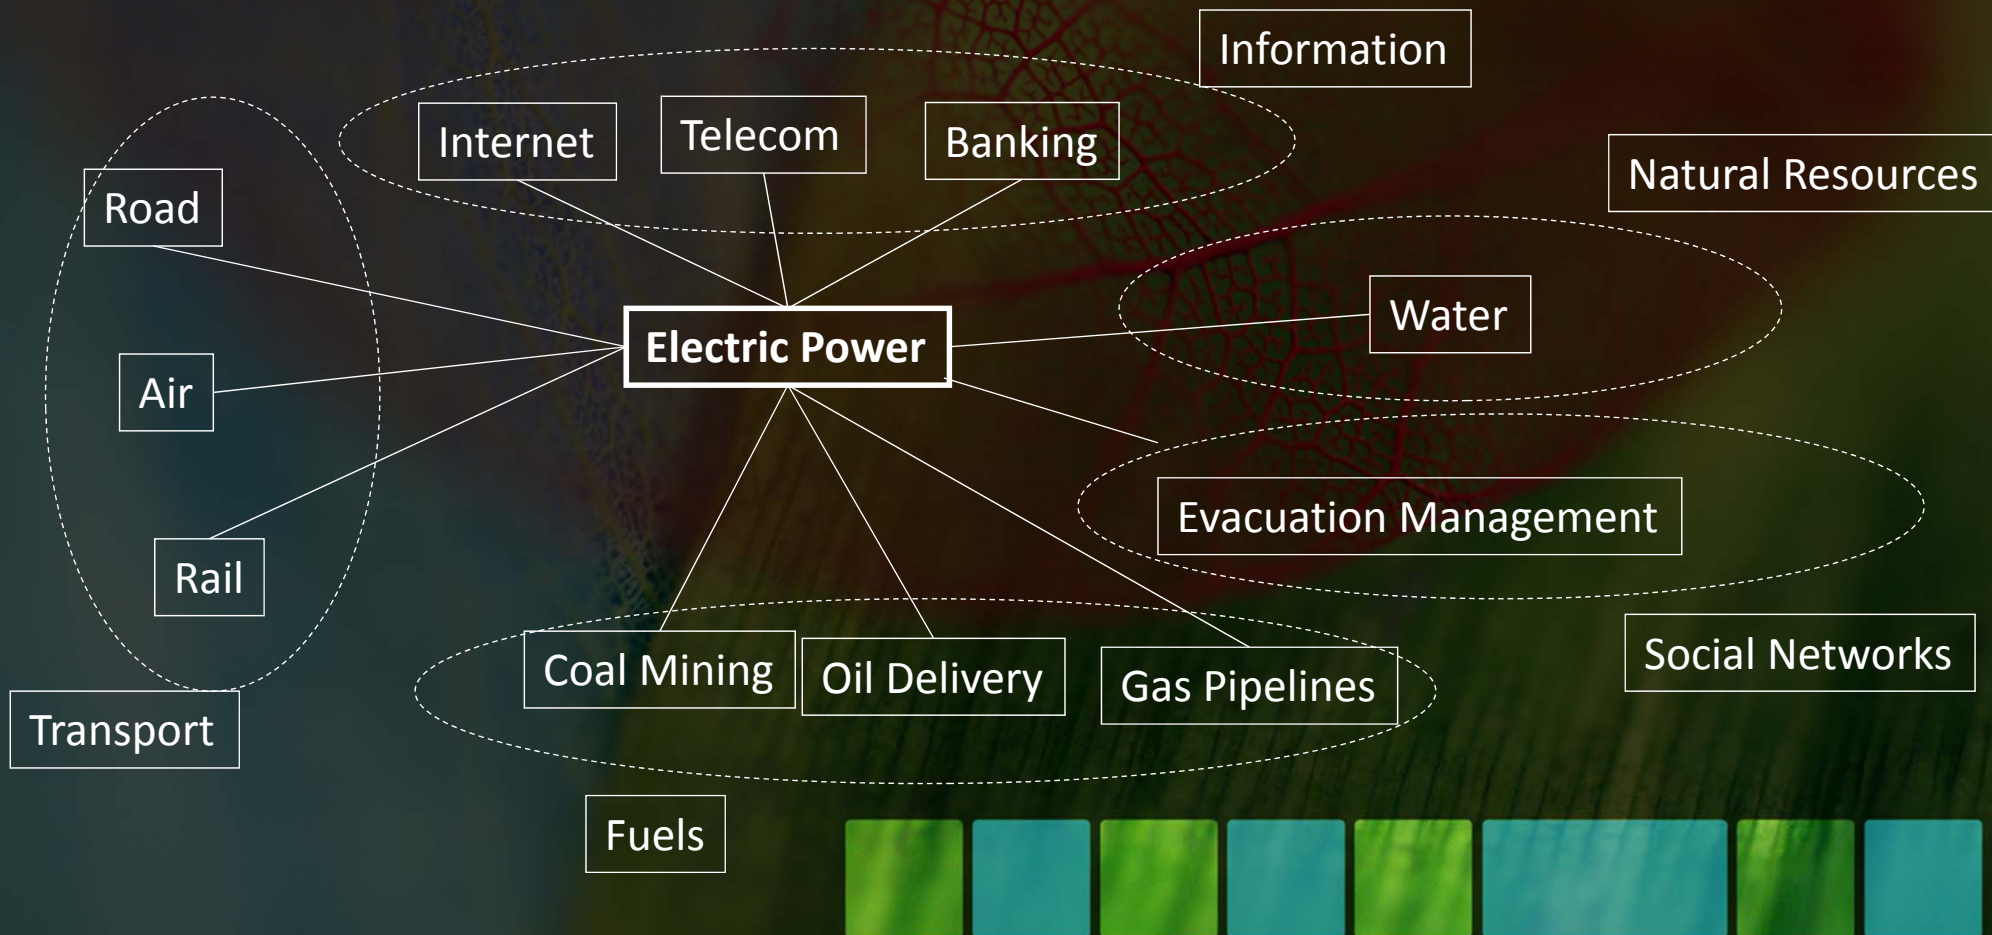 Information
Internet
Telecom
Banking
Natural Resources
Road
Water
Electric Power
Air
Evacuation Management
Rail
Coal Mining
Oil Delivery
Gas Pipelines
Social Networks
Transport
Fuels